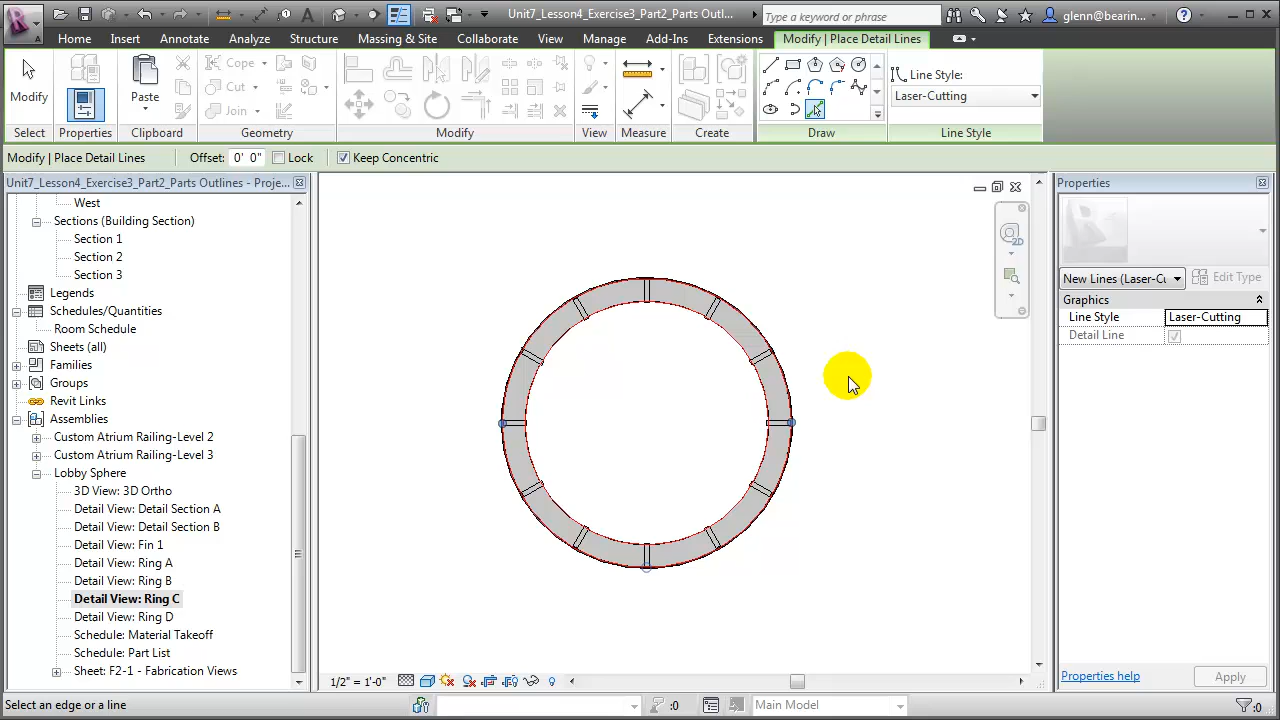 Unit7_Lesson4_Exercise3_Part2_Parts Outlin...
Type a keyword or phrase
glenn@bearin...
Home Insert Annotate Analyze Structure Massing & Site Collaborate View Manage Add-Ins Extensions Modify | Place Detail Lines
Modify
Paste
Cope
Cut
Join
Line Style:
Laser-Cutting
Select Properties Clipboard Geometry Modify View Measure Create Draw Line Style
Modify | Place Detail Lines Offset: 0' 0" Lock Keep Concentric
Unit7_Lesson4_Exercise3_Part2_Parts Outlines - Proje...
West
Sections (Building Section)
Section 1
Section 2
Section 3
Legends
Schedules/Quantities
Room Schedule
Sheets (all)
Families
Groups
Revit Links
Assemblies
Custom Atrium Railing-Level 2
Custom Atrium Railing-Level 3
Lobby Sphere
3D View: 3D Ortho
Detail View: Detail Section A
Detail View: Detail Section B
Detail View: Fin 1
Detail View: Ring A
Detail View: Ring B
Detail View: Ring C
Detail View: Ring D
Schedule: Material Takeoff
Schedule: Part List
Sheet: F2-1 - Fabrication Views
2D
1/2" = 1'-0"
Properties
New Lines (Laser-Cu
Edit Type
Graphics
Line Style Laser-Cutting
Detail Line
Properties help
Apply
Select an edge or a line
:0
Main Model
:0